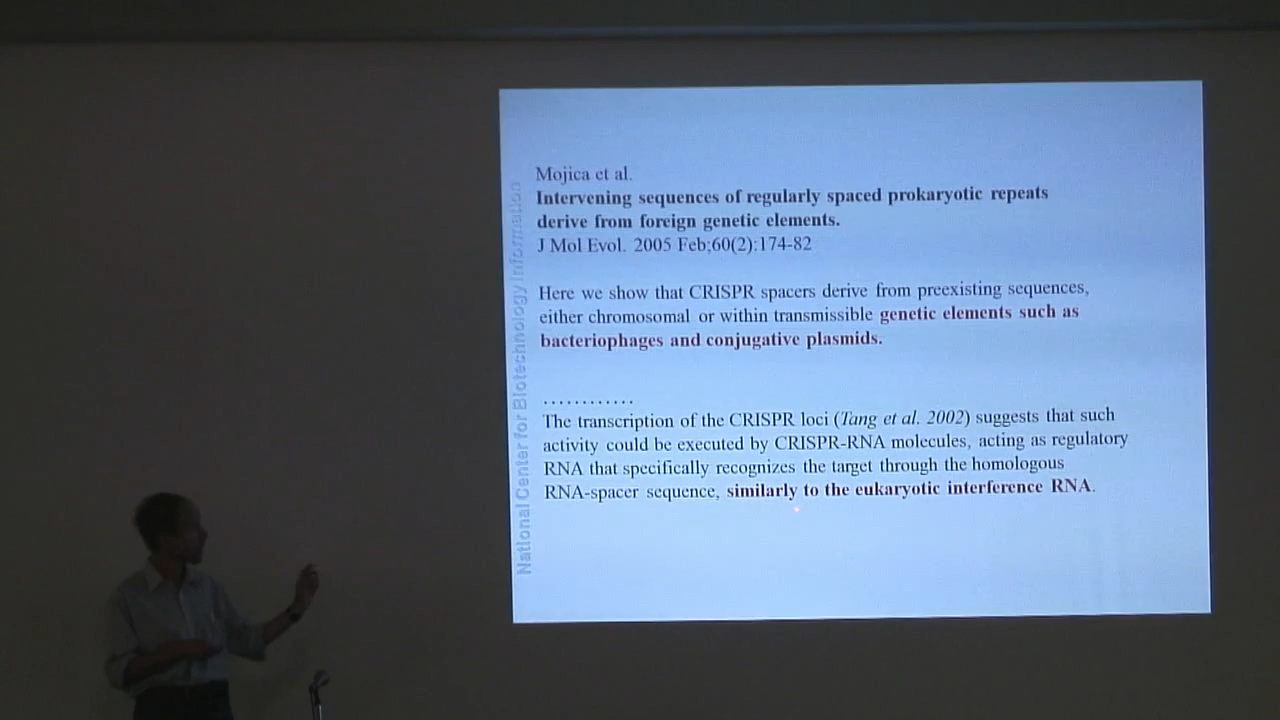 Mojica et al.
Intervening sequences of regularly spaced prokaryotic repeats
derive from foreign genetic elements.
J Mol Evol. 2005 Feb;60(2):174-82
Here we show that CRISPR spacers derive from preexisting sequences,
either chromosomal or within transmissible genetic elements such as
bacteriophages and conjugative plasmids.
............
The transcription of the CRISPR loci (Tang et al. 2002) suggests that such
activity could be executed by CRISPR-RNA molecules, acting as regulatory
RNA that specifically recognizes the target through the homologous
RNA-spacer sequence, similarly to the eukaryotic interference RNA.
National Center for Biotechnology Information